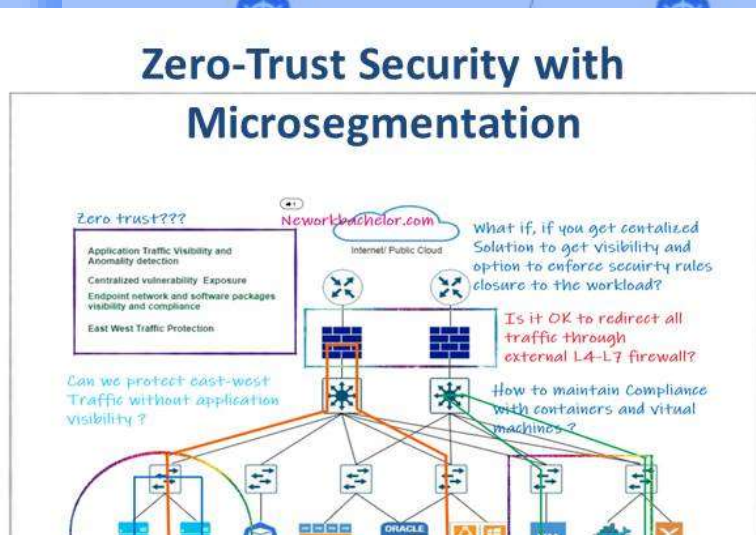 Zero-Trust Security with
Microsegmentation
Zero trust???
Neworkbachelor.com
Internet/ Public Cloud
Application Traffic Visibility and
Anomality detection
Centralized vulnerability Exposure
Endpoint network and software packages
visibility and compliance
East West Traffic Protection
What if, if you get centalized
Solution to get visibility and
option to enforce secuirty rules
closure to the workload?
Is it OK to redirect all
traffic through
external L4-L7 firewall?
Can we protect east-west
Traffic without application
Visibility ?
How to maintain Compliance
with containers and vitual
machines ?
ORACLE